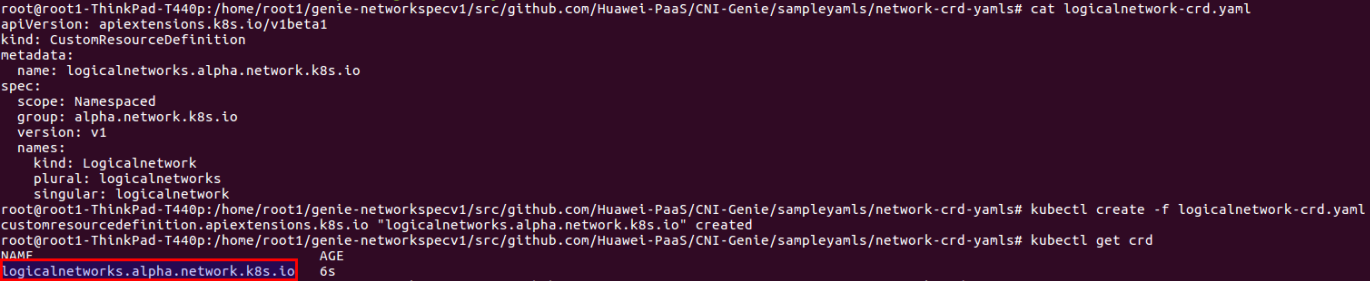 root@root1-ThinkPad-T440p:/home/root1/genie-networkspecv1/src/github.com/Huawei-PaaS/CNI-Genie/sampleyamls/network-crd-yamls# cat logicalnetwork-crd.yaml
apiVersion: apiextensions.k8s.io/v1beta1
kind: CustomResourceDefinition
metadata:
  name: logicalnetworks.alpha.network.k8s.io
spec:
  scope: Namespaced
  group: alpha.network.k8s.io
  version: v1
  names:
    kind: Logicalnetwork
    plural: logicalnetworks
    singular: logicalnetwork
root@root1-ThinkPad-T440p:/home/root1/genie-networkspecv1/src/github.com/Huawei-PaaS/CNI-Genie/sampleyamls/network-crd-yamls# kubectl create -f logicalnetwork-crd.yaml
customresourcedefinition.apiextensions.k8s.io "logicalnetworks.alpha.network.k8s.io" created
root@root1-ThinkPad-T440p:/home/root1/genie-networkspecv1/src/github.com/Huawei-PaaS/CNI-Genie/sampleyamls/network-crd-yamls# kubectl get crd
NAME                                   AGE
logicalnetworks.alpha.network.k8s.io   6s